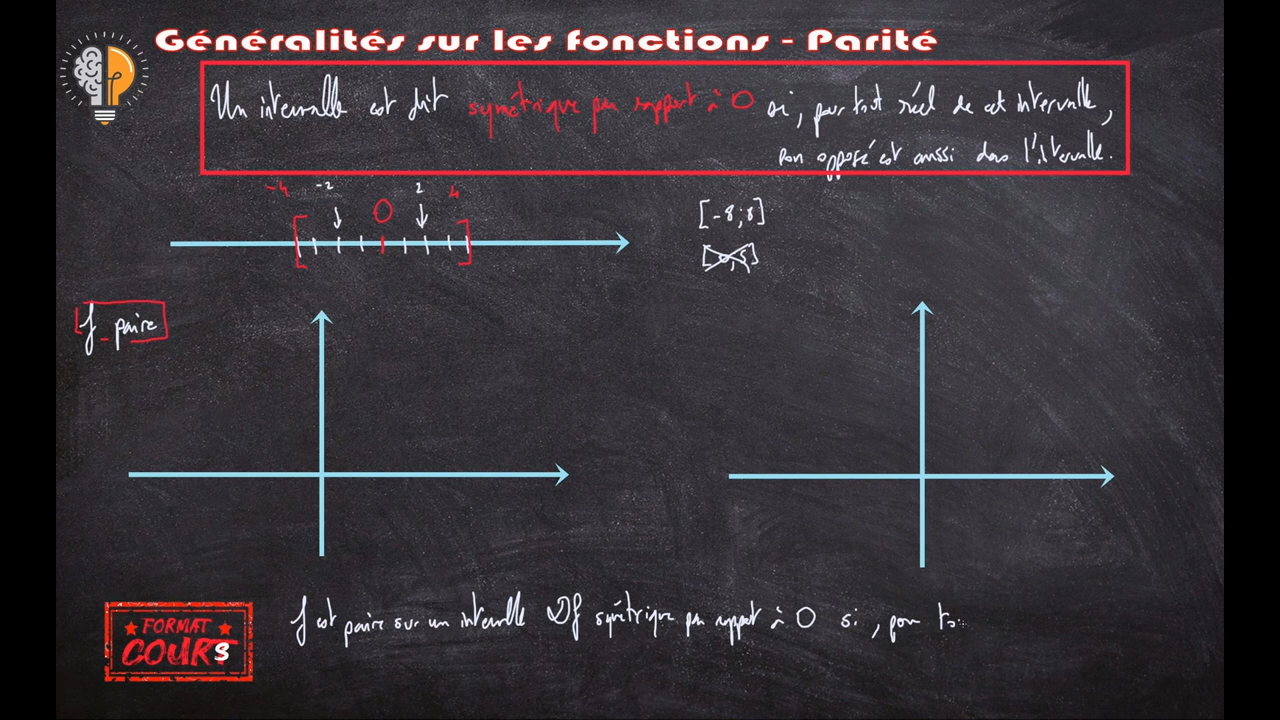 Généralités sur les fonctions - Parité
Un intervalle est dit symétrique par rapport à 0 si, pour tout réel de cet intervalle,
son opposé est aussi dans l'intervalle.
-4 -2 0 2 4
[-8;8]
f paire
FORMAT
COURS
f est paire sur un intervalle Df symétrique par rapport à 0 si, pour to